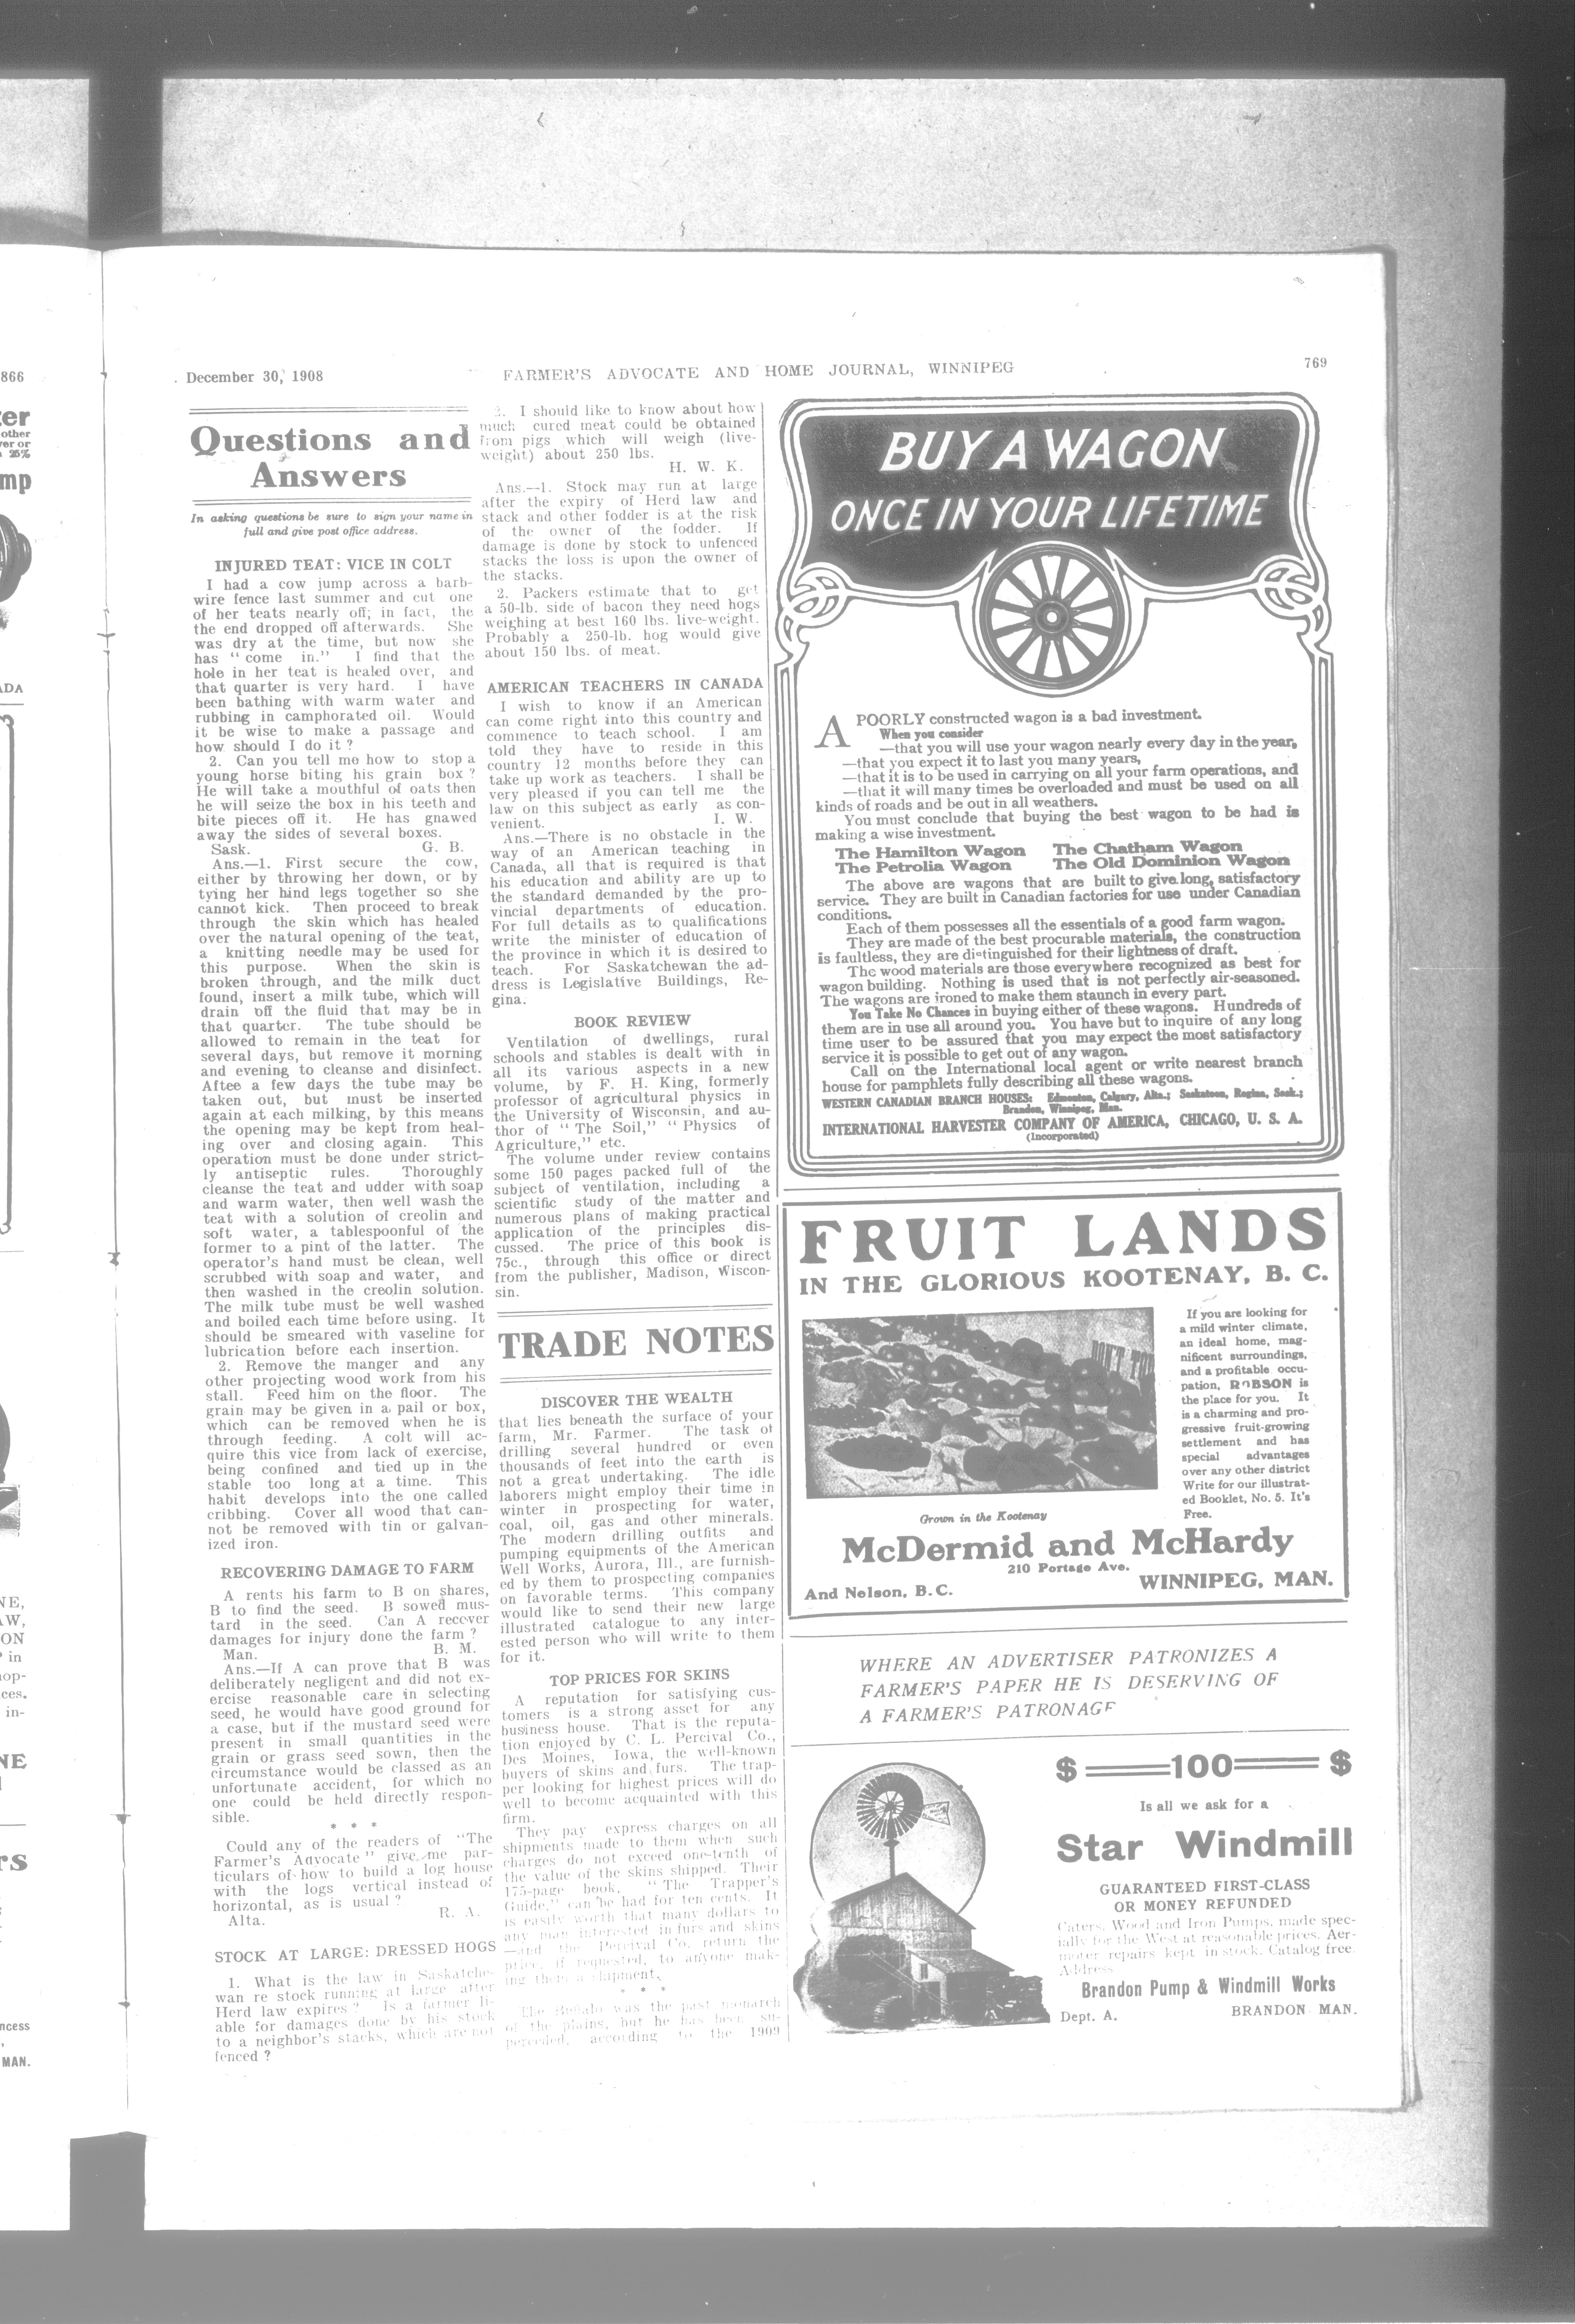 866
er
other
er or
25%
mp
ADA
NE,
AW,
ON
in
op-
ces.
in-
NE
rs
ncess
MAN.
December 30, 1908
FARMER'S ADVOCATE AND HOME JOURNAL, WINNIPEG
769
Questions and
Answers
In asking questions be sure to sign your name in
full and give post office address.
INJURED TEAT: VICE IN COLT
I had a cow jump across a barb-
wire fence last summer and cut one
of her teats nearly off; in fact, the
the end dropped off afterwards. She
was dry at the time, but now she
has "come in." I find that the
hole in her teat is healed over, and
that quarter is very hard. I have
been bathing with warm water and
rubbing in camphorated oil. Would
it be wise to make a passage and
how should I do it?
2. Can you tell me how to stop a
young horse biting his grain box?
He will take a mouthful of oats then
he will seize the box in his teeth and
bite pieces off it. He has gnawed
away the sides of several boxes.
Sask. G. B.
Ans.—1. First secure the cow,
either by throwing her down, or by
tying her hind legs together so she
cannot kick. Then proceed to break
through the skin which has healed
over the natural opening of the teat,
a knitting needle may be used for
this purpose. When the skin is
broken through, and the milk duct
found, insert a milk tube, which will
drain off the fluid that may be in
that quarter. The tube should be
allowed to remain in the teat for
several days, but remove it morning
and evening to cleanse and disinfect.
Aftee a few days the tube may be
taken out, but must be inserted
again at each milking, by this means
the opening may be kept from heal-
ing over and closing again. This
operation must be done under strict-
ly antiseptic rules. Thoroughly
cleanse the teat and udder with soap
and warm water, then well wash the
teat with a solution of creolin and
soft water, a tablespoonful of the
former to a pint of the latter. The
operator's hand must be clean, well
scrubbed with soap and water, and
then washed in the creolin solution.
The milk tube must be well washed
and boiled each time before using. It
should be smeared with vaseline for
lubrication before each insertion.
2. Remove the manger and any
other projecting wood work from his
stall. Feed him on the floor. The
grain may be given in a pail or box,
which can be removed when he is
through feeding. A colt will ac-
quire this vice from lack of exercise,
being confined and tied up in the
stable too long at a time. This
habit develops into the one called
cribbing. Cover all wood that can-
not be removed with tin or galvan-
ized iron.
RECOVERING DAMAGE TO FARM
A rents his farm to B on shares,
B to find the seed. B sowed mus-
tard in the seed. Can A recover
damages for injury done the farm?
Man. B. M.
Ans.—If A can prove that B was
deliberately negligent and did not ex-
ercise reasonable care in selecting
seed, he would have good ground for
a case, but if the mustard seed were
present in small quantities in the
grain or grass seed sown, then the
circumstance would be classed as an
unfortunate accident, for which no
one could be held directly respon-
sible.
* * *
Could any of the readers of "The
Farmer's Advocate" give me par-
ticulars of how to build a log house
with the logs vertical instead of
horizontal, as is usual?
Alta. R. A.
STOCK AT LARGE: DRESSED HOGS
1. What is the law in Saskatche-
wan re stock running at large after
Herd law expires? Is a farmer li-
able for damages done by his stock
to a neighbor's stacks, which are not
fenced?
2. I should like to know about how
much cured meat could be obtained
from pigs which will weigh (live-
weight) about 250 lbs.
H. W. K.
Ans.—1. Stock may run at large
after the expiry of Herd law and
stack and other fodder is at the risk
of the owner of the fodder. If
damage is done by stock to unfenced
stacks the loss is upon the owner of
the stacks.
2. Packers estimate that to get
a 50-lb. side of bacon they need hogs
weighing at best 160 lbs. live-weight.
Probably a 250-lb. hog would give
about 150 lbs. of meat.
AMERICAN TEACHERS IN CANADA
I wish to know if an American
can come right into this country and
commence to teach school. I am
told they have to reside in this
country 12 months before they can
take up work as teachers. I shall be
very pleased if you can tell me the
law on this subject as early as con-
venient. I. W.
Ans.—There is no obstacle in the
way of an American teaching in
Canada, all that is required is that
his education and ability are up to
the standard demanded by the pro-
vincial departments of education.
For full details as to qualifications
write the minister of education of
the province in which it is desired to
teach. For Saskatchewan the ad-
dress is Legislative Buildings, Re-
gina.
BOOK REVIEW
Ventilation of dwellings, rural
schools and stables is dealt with in
all its various aspects in a new
volume, by F. H. King, formerly
professor of agricultural physics in
the University of Wisconsin, and au-
thor of "The Soil," "Physics of
Agriculture," etc.
The volume under review contains
some 150 pages packed full of the
subject of ventilation, including a
scientific study of the matter and
numerous plans of making practical
application of the principles dis-
cussed. The price of this book is
75c., through this office or direct
from the publisher, Madison, Wiscon-
sin.
TRADE NOTES
DISCOVER THE WEALTH
that lies beneath the surface of your
farm, Mr. Farmer. The task of
drilling several hundred or even
thousands of feet into the earth is
not a great undertaking. The idle
laborers might employ their time in
winter in prospecting for water,
coal, oil, gas and other minerals.
The modern drilling outfits and
pumping equipments of the American
Well Works, Aurora, Ill., are furnish-
ed by them to prospecting companies
on favorable terms. This company
would like to send their new large
illustrated catalogue to any inter-
ested person who will write to them
for it.
TOP PRICES FOR SKINS
A reputation for satisfying cus-
tomers is a strong asset for any
business house. That is the reputa-
tion enjoyed by C. L. Percival Co.,
Des Moines, Iowa, the well-known
buyers of skins and furs. The trap-
per looking for highest prices will do
well to become acquainted with this
firm.
They pay express charges on all
shipments made to them when such
charges do not exceed one-tenth of
the value of the skins shipped. Their
175-page book, "The Trapper's
Guide," can be had for ten cents. It
is easily worth that many dollars to
any man interested in furs and skins
—and the Percival Co. return the
price, if requested, to anyone mak-
ing them a shipment.
* * *
The Buffalo was the past monarch
of the plains, but he has been su-
perceded, according to the 1909
BUY A WAGON
ONCE IN YOUR LIFETIME
A POORLY constructed wagon is a bad investment.
When you consider
—that you will use your wagon nearly every day in the year,
—that you expect it to last you many years,
—that it is to be used in carrying on all your farm operations, and
—that it will many times be overloaded and must be used on all
kinds of roads and be out in all weathers.
You must conclude that buying the best wagon to be had is
making a wise investment.
The Hamilton Wagon The Chatham Wagon
The Petrolia Wagon The Old Dominion Wagon
The above are wagons that are built to give long, satisfactory
service. They are built in Canadian factories for use under Canadian
conditions.
Each of them possesses all the essentials of a good farm wagon.
They are made of the best procurable materials, the construction
is faultless, they are distinguished for their lightness of draft.
The wood materials are those everywhere recognized as best for
wagon building. Nothing is used that is not perfectly air-seasoned.
The wagons are ironed to make them staunch in every part.
You Take No Chances in buying either of these wagons. Hundreds of
them are in use all around you. You have but to inquire of any long
time user to be assured that you may expect the most satisfactory
service it is possible to get out of any wagon.
Call on the International local agent or write nearest branch
house for pamphlets fully describing all these wagons.
WESTERN CANADIAN BRANCH HOUSES: Edmonton, Calgary, Alta.; Saskatoon, Regina, Sask.;
Brandon, Winnipeg, Man.
INTERNATIONAL HARVESTER COMPANY OF AMERICA, CHICAGO, U. S. A.
(Incorporated)
FRUIT LANDS
IN THE GLORIOUS KOOTENAY, B. C.
If you are looking for
a mild winter climate,
an ideal home, mag-
nificent surroundings,
and a profitable occu-
pation, ROBSON is
the place for you. It
is a charming and pro-
gressive fruit-growing
settlement and has
special advantages
over any other district
Write for our illustrat-
ed Booklet, No. 5. It's
Free.
Grown in the Kootenay
McDermid and McHardy
210 Portage Ave.
And Nelson, B.C. WINNIPEG, MAN.
WHERE AN ADVERTISER PATRONIZES A
FARMER'S PAPER HE IS DESERVING OF
A FARMER'S PATRONAGE
$ 100 $
Is all we ask for a
Star Windmill
GUARANTEED FIRST-CLASS
OR MONEY REFUNDED
Caters, Wood and Iron Pumps, made spec-
ially for the West at reasonable prices. Aer-
moter repairs kept in stock. Catalog free.
Address
Brandon Pump & Windmill Works
Dept. A. BRANDON MAN.